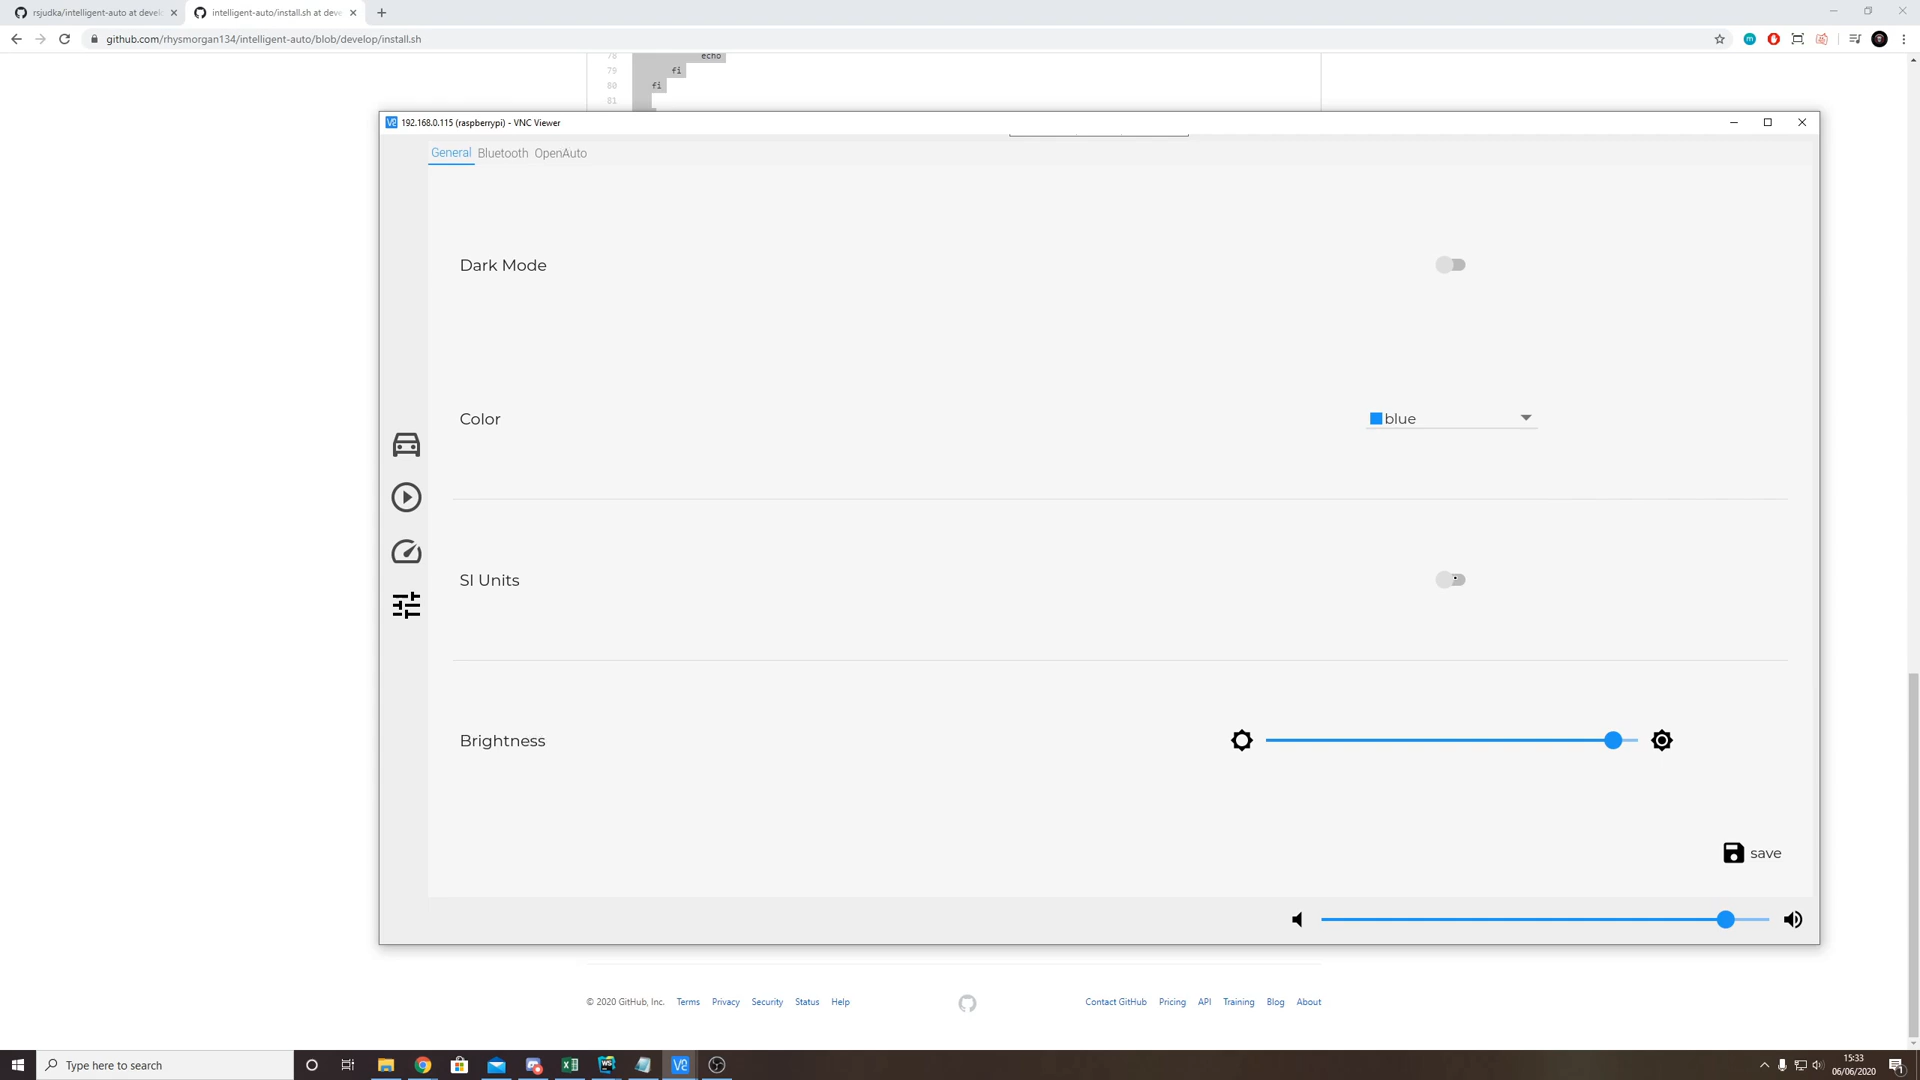 rsjudka/intelligent-auto at devel
intelligent-auto/install.sh at deve
github.com/rhysmorgan134/intelligent-auto/blob/develop/install.sh
78 echo
79 fi
80 fi
81
192.168.0.115 (raspberrypi) - VNC Viewer
General Bluetooth OpenAuto
Dark Mode
Color
blue
SI Units
Brightness
save
© 2020 GitHub, Inc. Terms Privacy Security Status Help
Contact GitHub Pricing API Training Blog About
Type here to search
15:33
06/06/2020